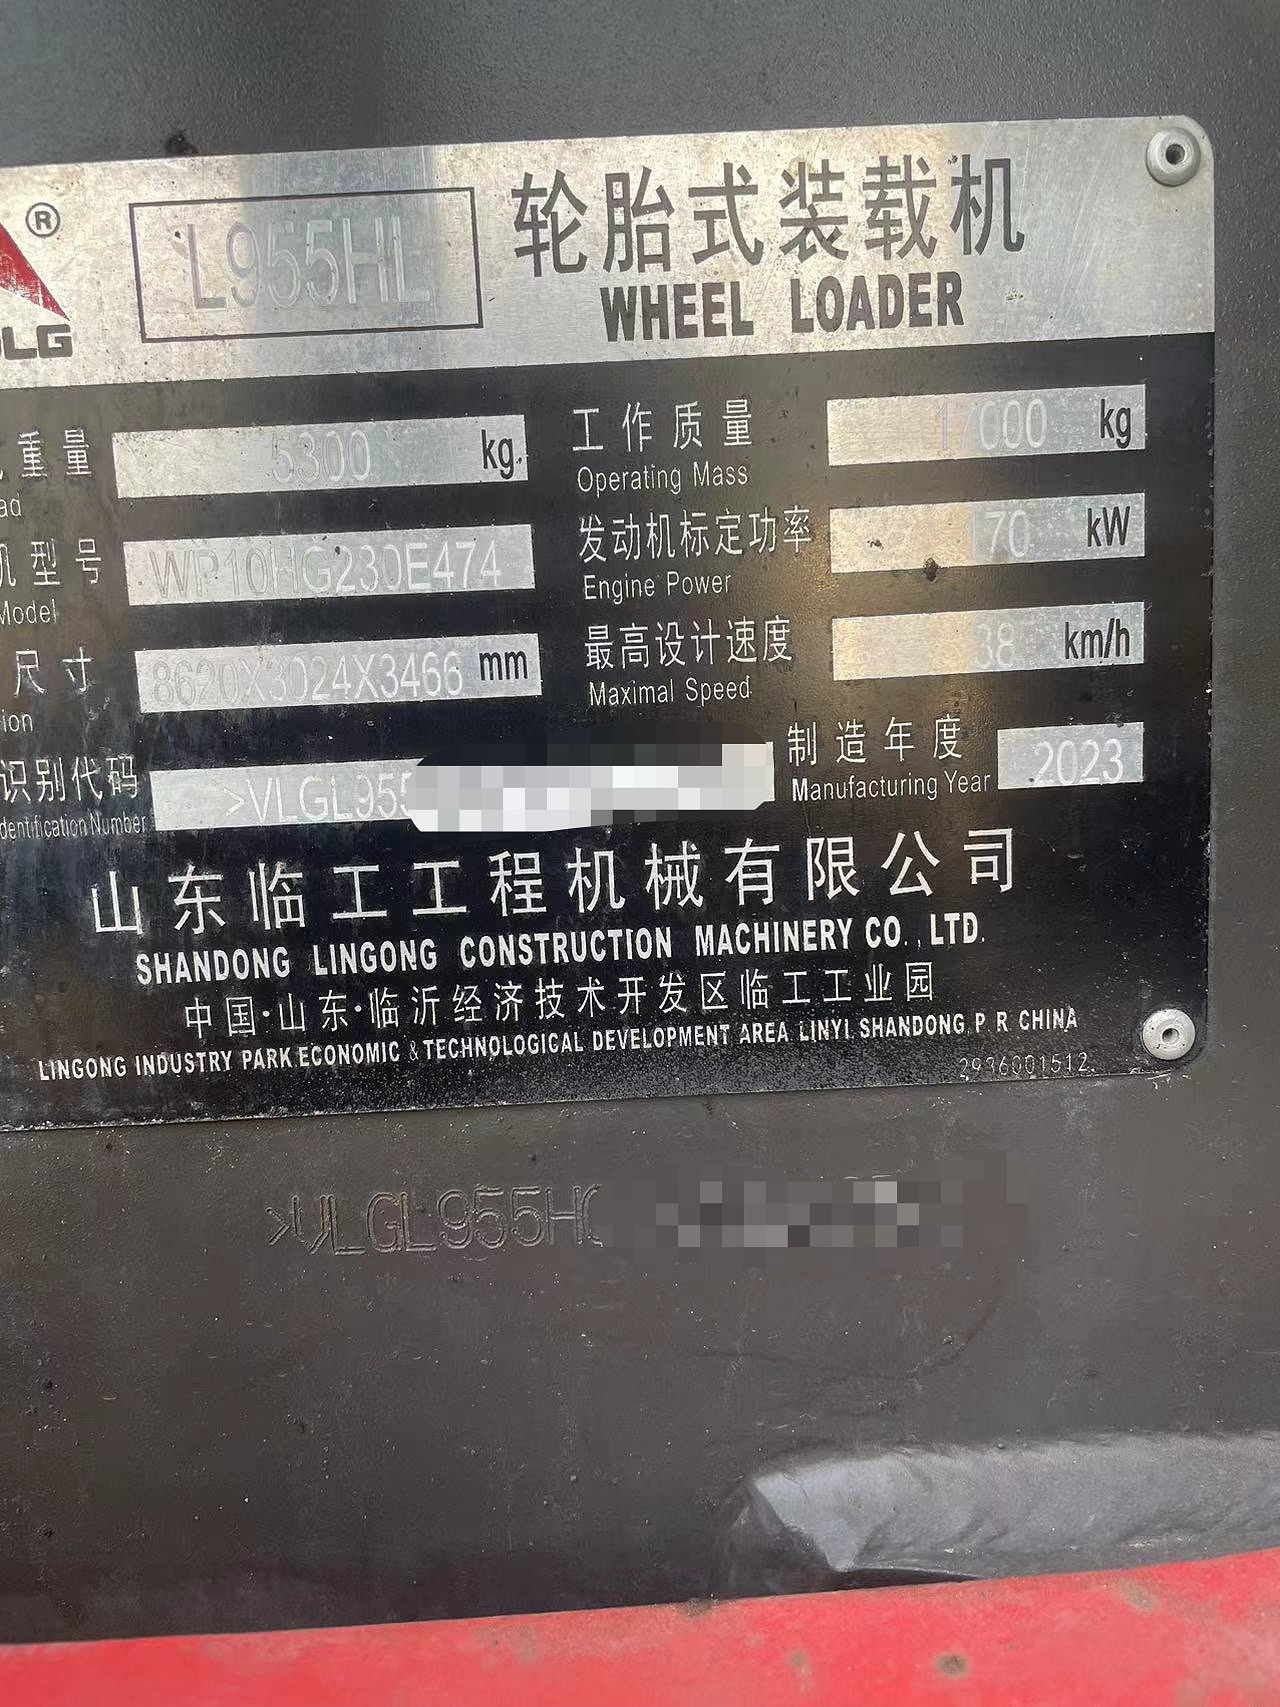 ®
LG
L955HL
轮胎式装载机
WHEEL LOADER
重量 5300 kg
ad
工作质量 17000 kg
Operating Mass
机型号 WP10HG230E474
Model
发动机标定功率 170 kW
Engine Power
尺寸 8620X3024X3466 mm
ion
最高设计速度 38 km/h
Maximal Speed
识别代码 >VLGL955
dentification Number
制造年度 2023
Manufacturing Year
山东临工工程机械有限公司
SHANDONG LINGONG CONSTRUCTION MACHINERY CO.,LTD.
中国·山东·临沂经济技术开发区临工工业园
LINGONG INDUSTRY PARK.ECONOMIC & TECHNOLOGICAL DEVELOPMENT AREA LINYI SHANDONG P R CHINA
2936001512
>VLGL955H